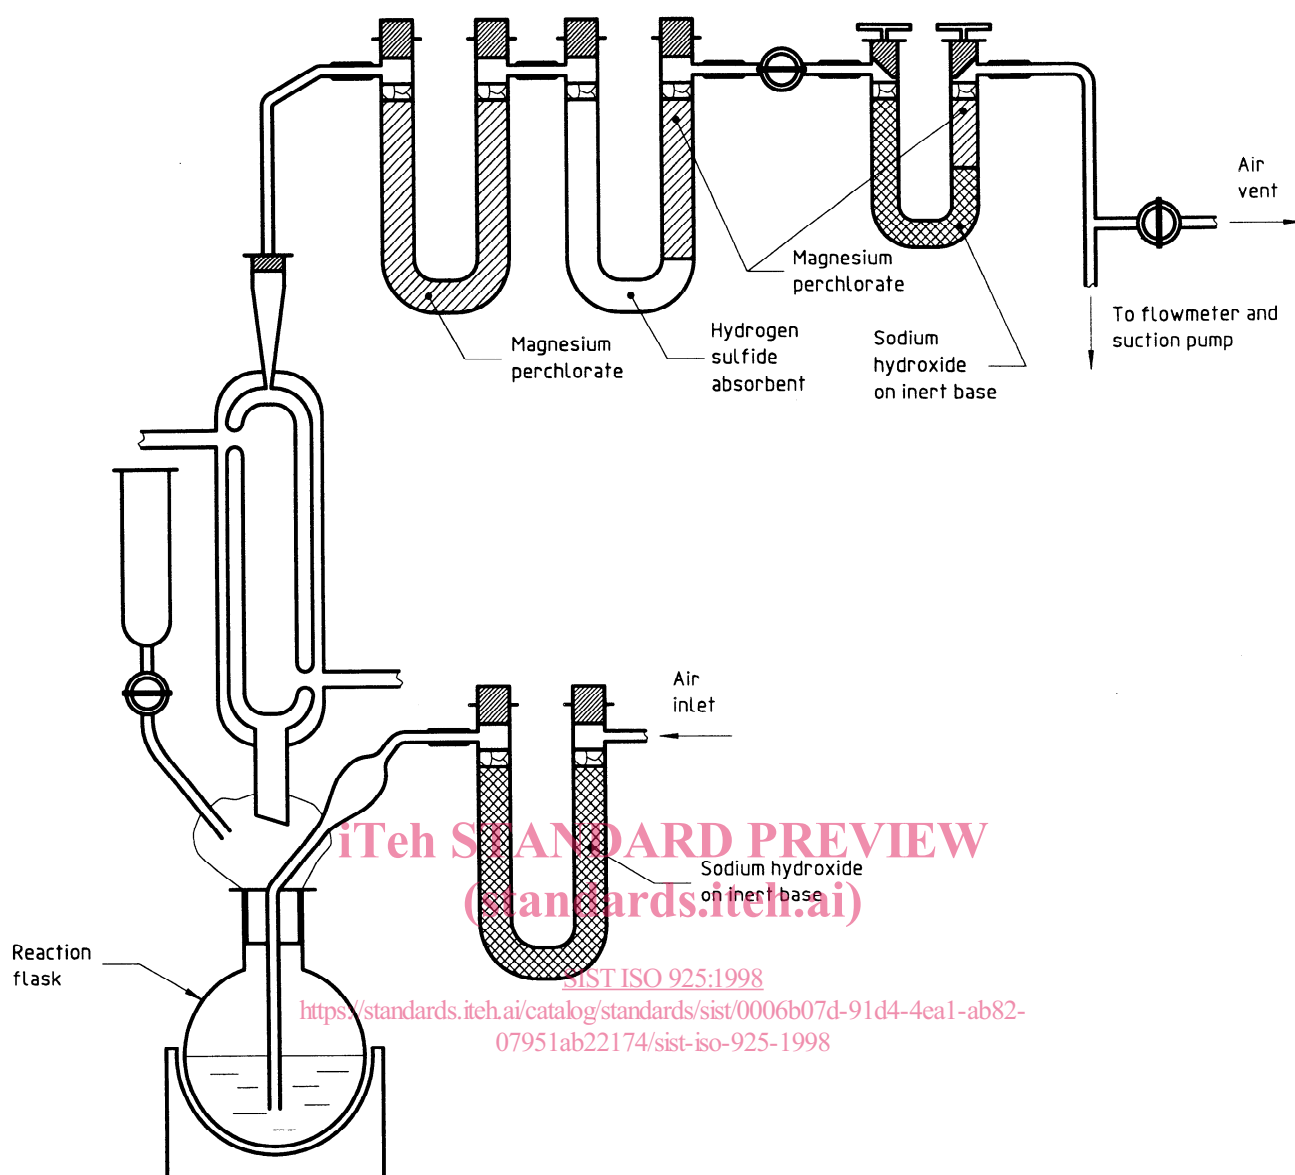 Air
vent
Magnesium
perchlorate
To flowmeter and
suction pump
Hydrogen
sulfide
absorbent
Sodium
hydroxide
on inert base
Magnesium
perchlorate
Air
inlet
iTeh STANDARD PREVIEW
(standards.iteh.ai)
Sodium hydroxide
on inert base
Reaction
flask
SIST ISO 925:1998
https://standards.iteh.ai/catalog/standards/sist/0006b07d-91d4-4ea1-ab82-
07951ab22174/sist-iso-925-1998